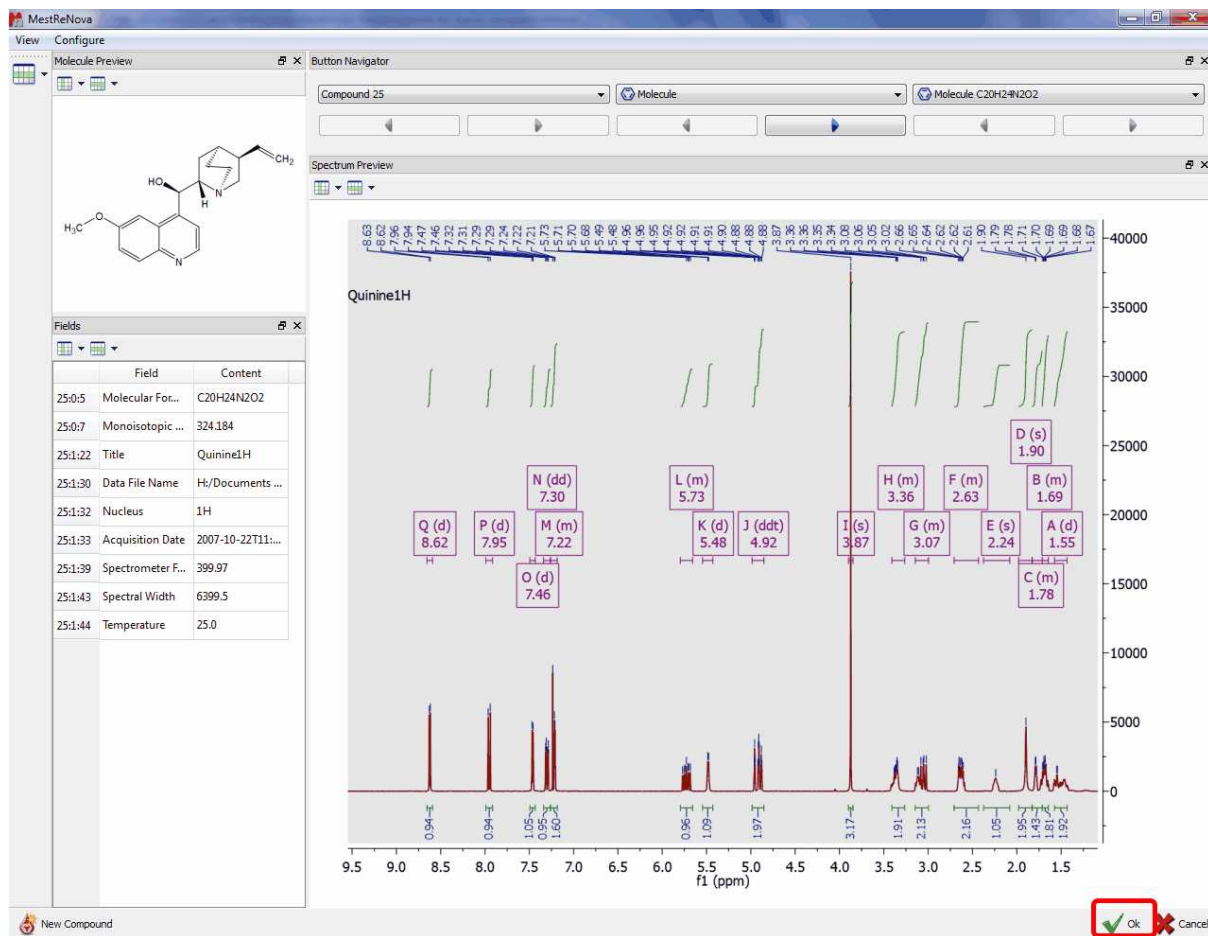 MestReNova
View Configure
Molecule Preview
Button Navigator
Compound 25
Molecule
Molecule C20H24N2O2
CH2
HO
N
H
O
H3C
N
Spectrum Preview
8.63 8.62 7.96 7.94 7.47 7.46 7.32 7.31 7.29 7.29 7.24 7.22 7.21 5.73 5.71 5.70 5.68 5.49 5.48 4.96 4.96 4.95 4.92 4.92 4.91 4.91 4.90 4.88 4.88 4.88 3.87 3.36 3.36 3.35 3.34 3.08 3.06 3.05 3.02 2.66 2.65 2.64 2.62 2.62 2.61 1.90 1.79 1.78 1.71 1.70 1.69 1.69 1.68 1.67
Quinine1H
40000
35000
30000
25000
20000
15000
10000
5000
0
D (s)
1.90
N (dd)
7.30
L (m)
5.73
H (m)
3.36
F (m)
2.63
B (m)
1.69
Q (d)
8.62
P (d)
7.95
M (m)
7.22
K (d)
5.48
J (ddt)
4.92
I (s)
3.87
G (m)
3.07
E (s)
2.24
A (d)
1.55
O (d)
7.46
C (m)
1.78
0.94 0.94 1.05 0.95 1.60 0.96 1.09 1.97 3.17 1.91 2.13 2.16 1.05 1.95 1.43 1.81 1.92
9.5 9.0 8.5 8.0 7.5 7.0 6.5 6.0 5.5 5.0 4.5 4.0 3.5 3.0 2.5 2.0 1.5
f1 (ppm)
Fields
Field Content
25:0:5 Molecular For... C20H24N2O2
25:0:7 Monoisotopic ... 324.184
25:1:22 Title Quinine1H
25:1:30 Data File Name H:/Documents ...
25:1:32 Nucleus 1H
25:1:33 Acquisition Date 2007-10-22T11:...
25:1:39 Spectrometer F... 399.97
25:1:43 Spectral Width 6399.5
25:1:44 Temperature 25.0
New Compound
Ok
Cancel